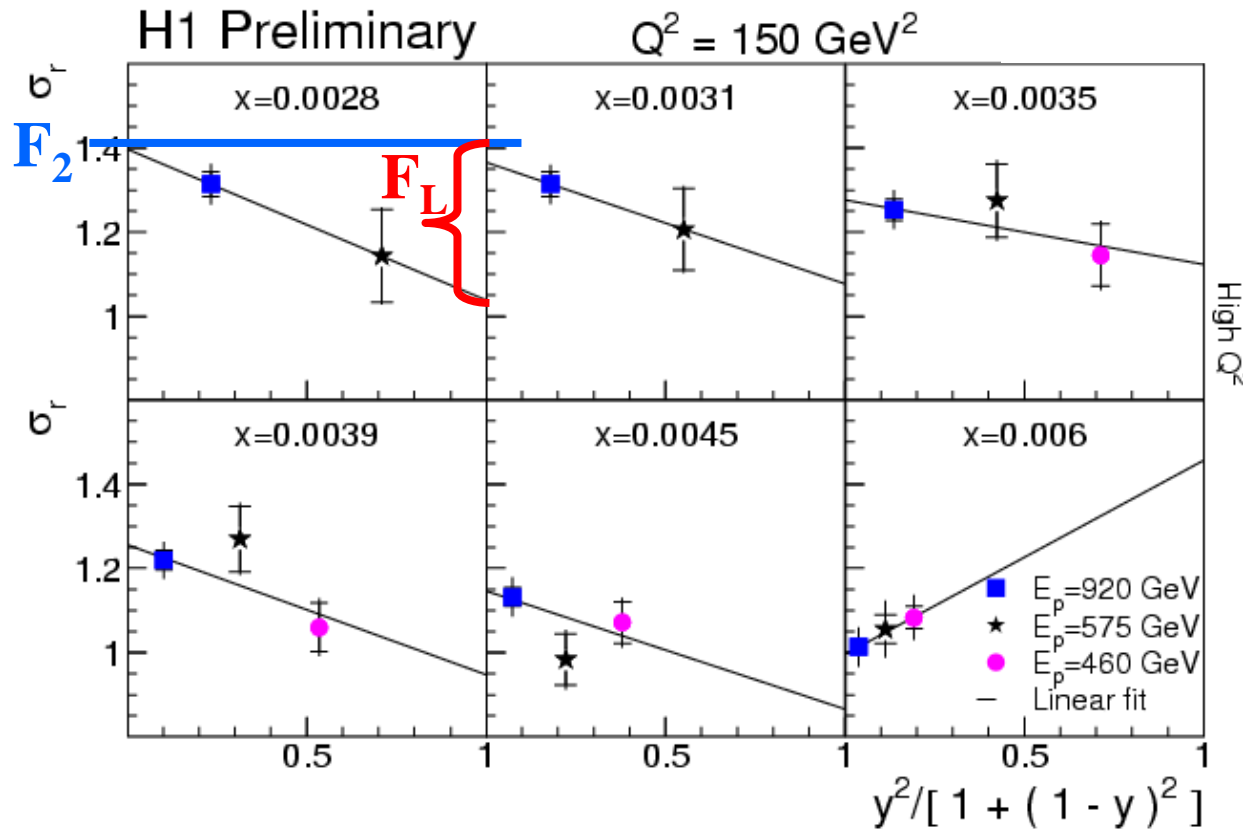 H1 Preliminary
Q² = 150 GeV²
σᵣ
x=0.0028
x=0.0031
x=0.0035
F₂
1.4
F_L
1.2
1
High Q²
σᵣ
x=0.0039
x=0.0045
x=0.006
1.4
1.2
1
E_p=920 GeV
E_p=575 GeV
E_p=460 GeV
Linear fit
0.5 1 0.5 1 0.5 1
y²/[ 1 + ( 1 - y )² ]